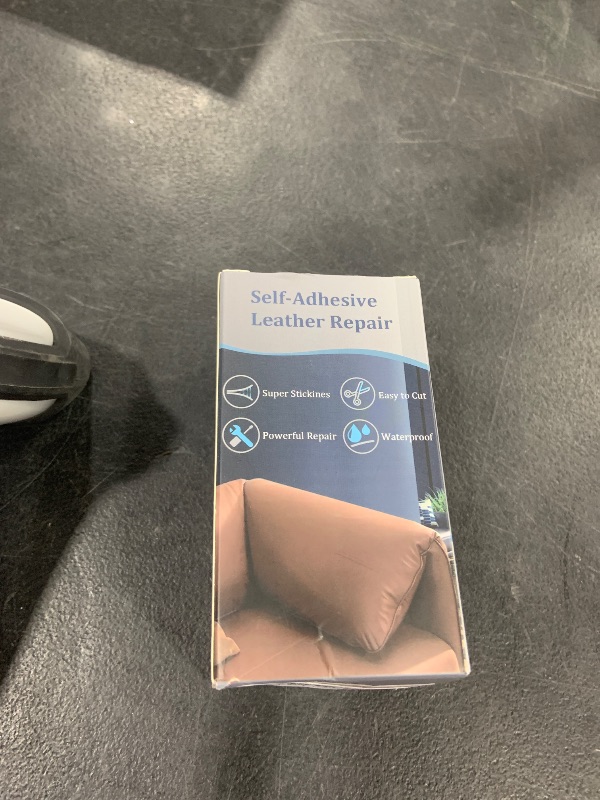 Self-Adhesive
Leather Repair
Super Stickines
Easy to Cut
Powerful Repair
Waterproof